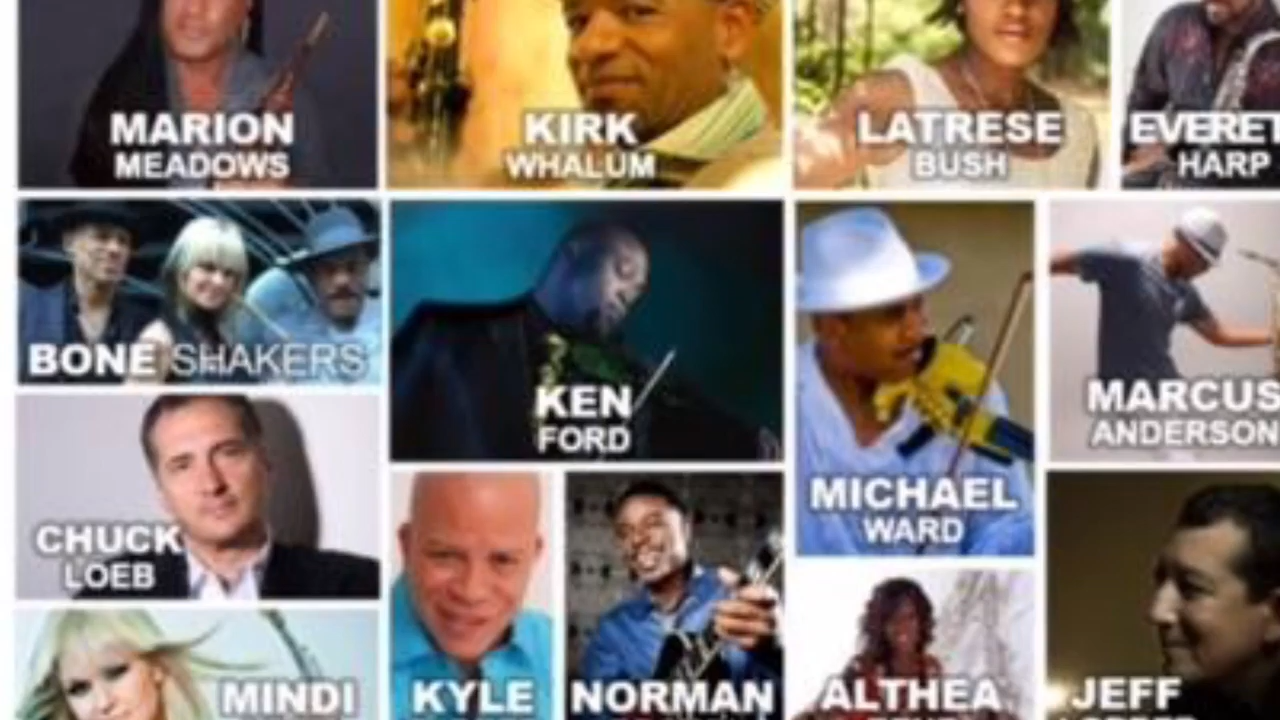 MARION
MEADOWS
KIRK
WHALUM
LATRESE
BUSH
HARP
BONE SHAKERS
KEN
FORD
MICHAEL
WARD
MARCUS
ANDERSON
CHUCK
LOEB
MINDI
KYLE
NORMAN
ALTHEA
JEFF